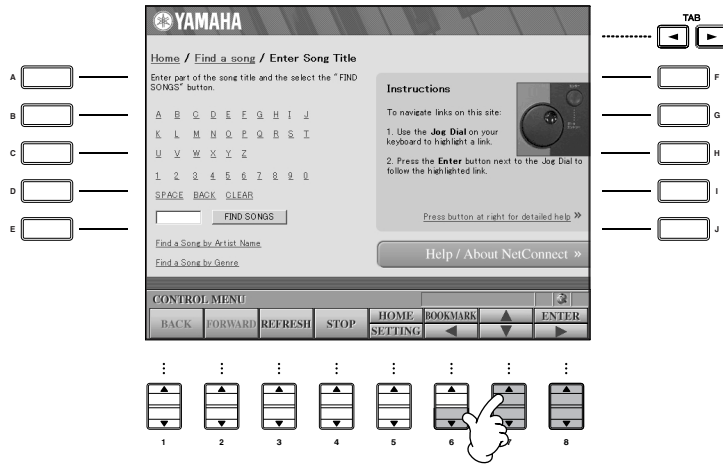 YAMAHA
TAB
Home / Find a song / Enter Song Title
Enter part of the song title and the select the "FIND
SONGS" button.
A B C D E F G H I J
K L M N O P Q R S T
U V W X Y Z
1 2 3 4 5 6 7 8 9 0
SPACE BACK CLEAR
FIND SONGS
Find a Song by Artist Name
Find a Song by Genre
Instructions
To navigate links on this site:
1. Use the Jog Dial on your
keyboard to highlight a link.
2. Press the Enter button next to the Jog Dial to
follow the highlighted link.
Press button at right for detailed help »
Help / About NetConnect »
A
B
C
D
E
F
G
H
I
J
CONTROL MENU
BACK FORWARD REFRESH STOP HOME BOOKMARK ENTER
SETTING
1 2 3 4 5 6 7 8